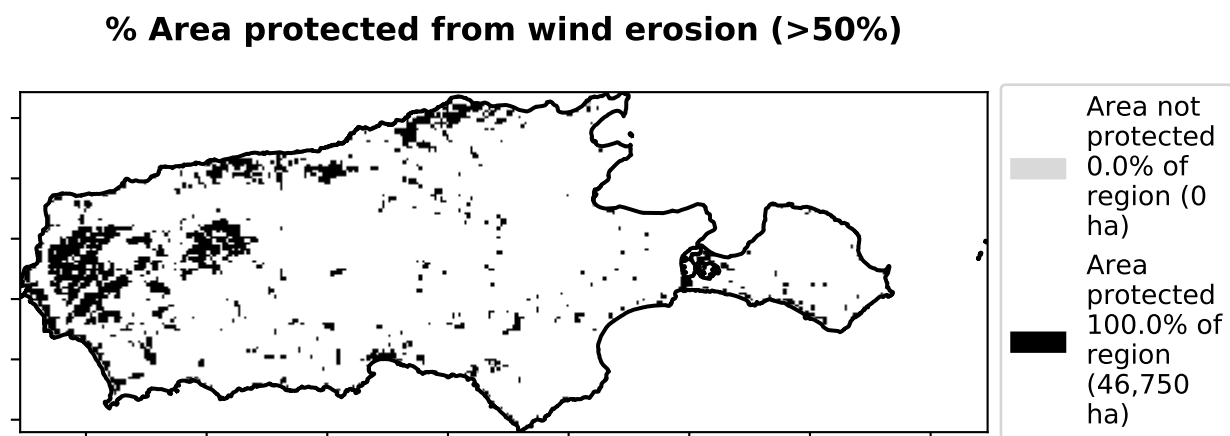 % Area protected from wind erosion (>50%)
Area not
protected
0.0% of
region (0
ha)
Area
protected
100.0% of
region
(46,750
ha)